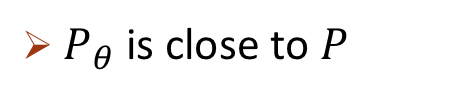 ➢ P_θ is close to P